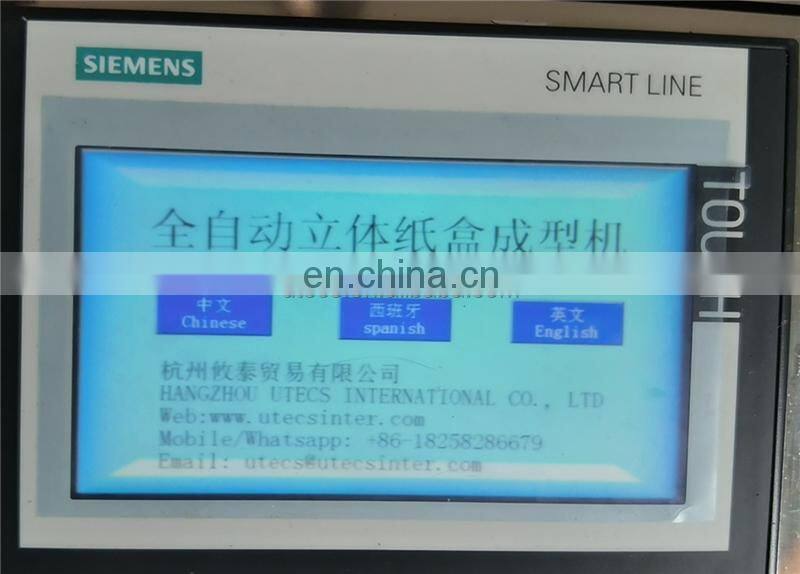 SIEMENS
SMART LINE
TOUCH
全自动立体纸盒成型机
en.china.cn
中文
Chinese
西班牙
spanish
英文
English
杭州攸泰贸易有限公司
HANGZHOU UTECS INTERNATIONAL CO., LTD
Web:www.utecsinter.com
Mobile/Whatsapp: +86-18258286679
Email: utecs@utecsinter.com